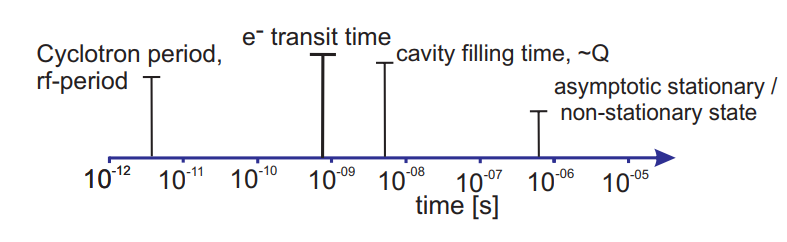 e⁻ transit time
Cyclotron period,
rf-period
cavity filling time, ~Q
asymptotic stationary /
non-stationary state
10⁻¹² 10⁻¹¹ 10⁻¹⁰ 10⁻⁰⁹ 10⁻⁰⁸ 10⁻⁰⁷ 10⁻⁰⁶ 10⁻⁰⁵
time [s]